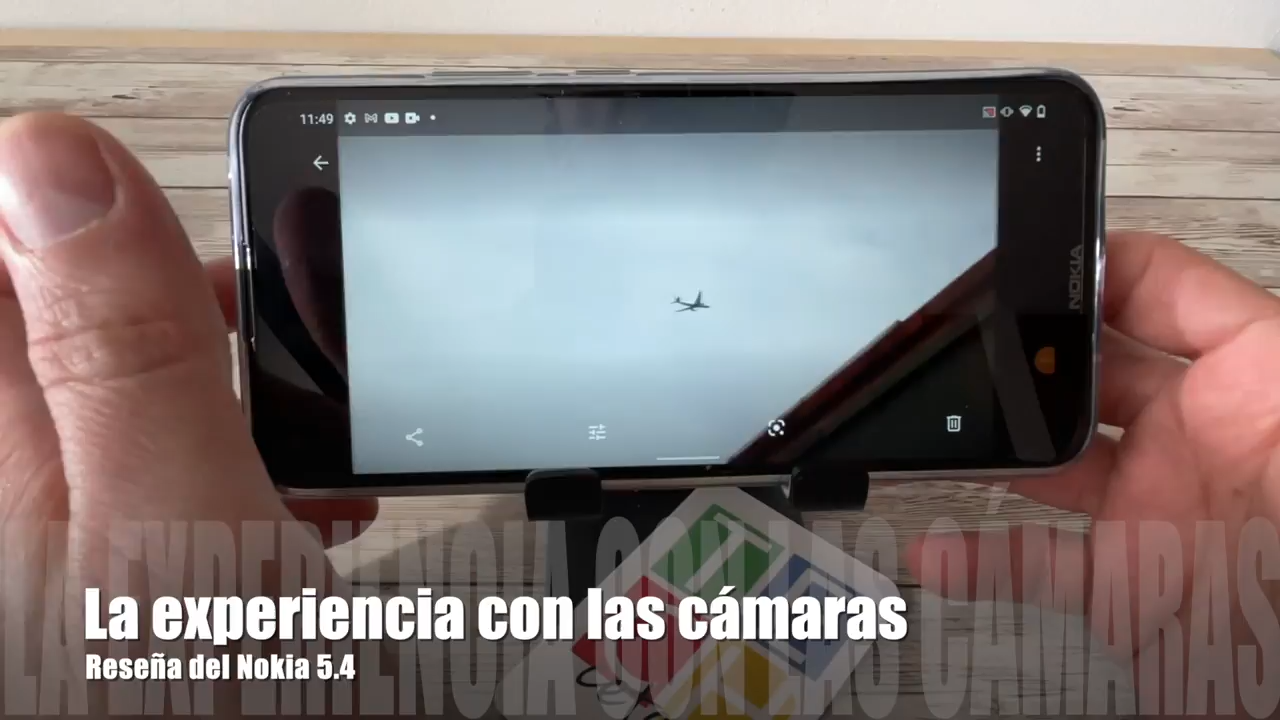 11:49
NOKIA
LA EXPERIENCIA CON LAS CÁMARAS
La experiencia con las cámaras
Reseña del Nokia 5.4